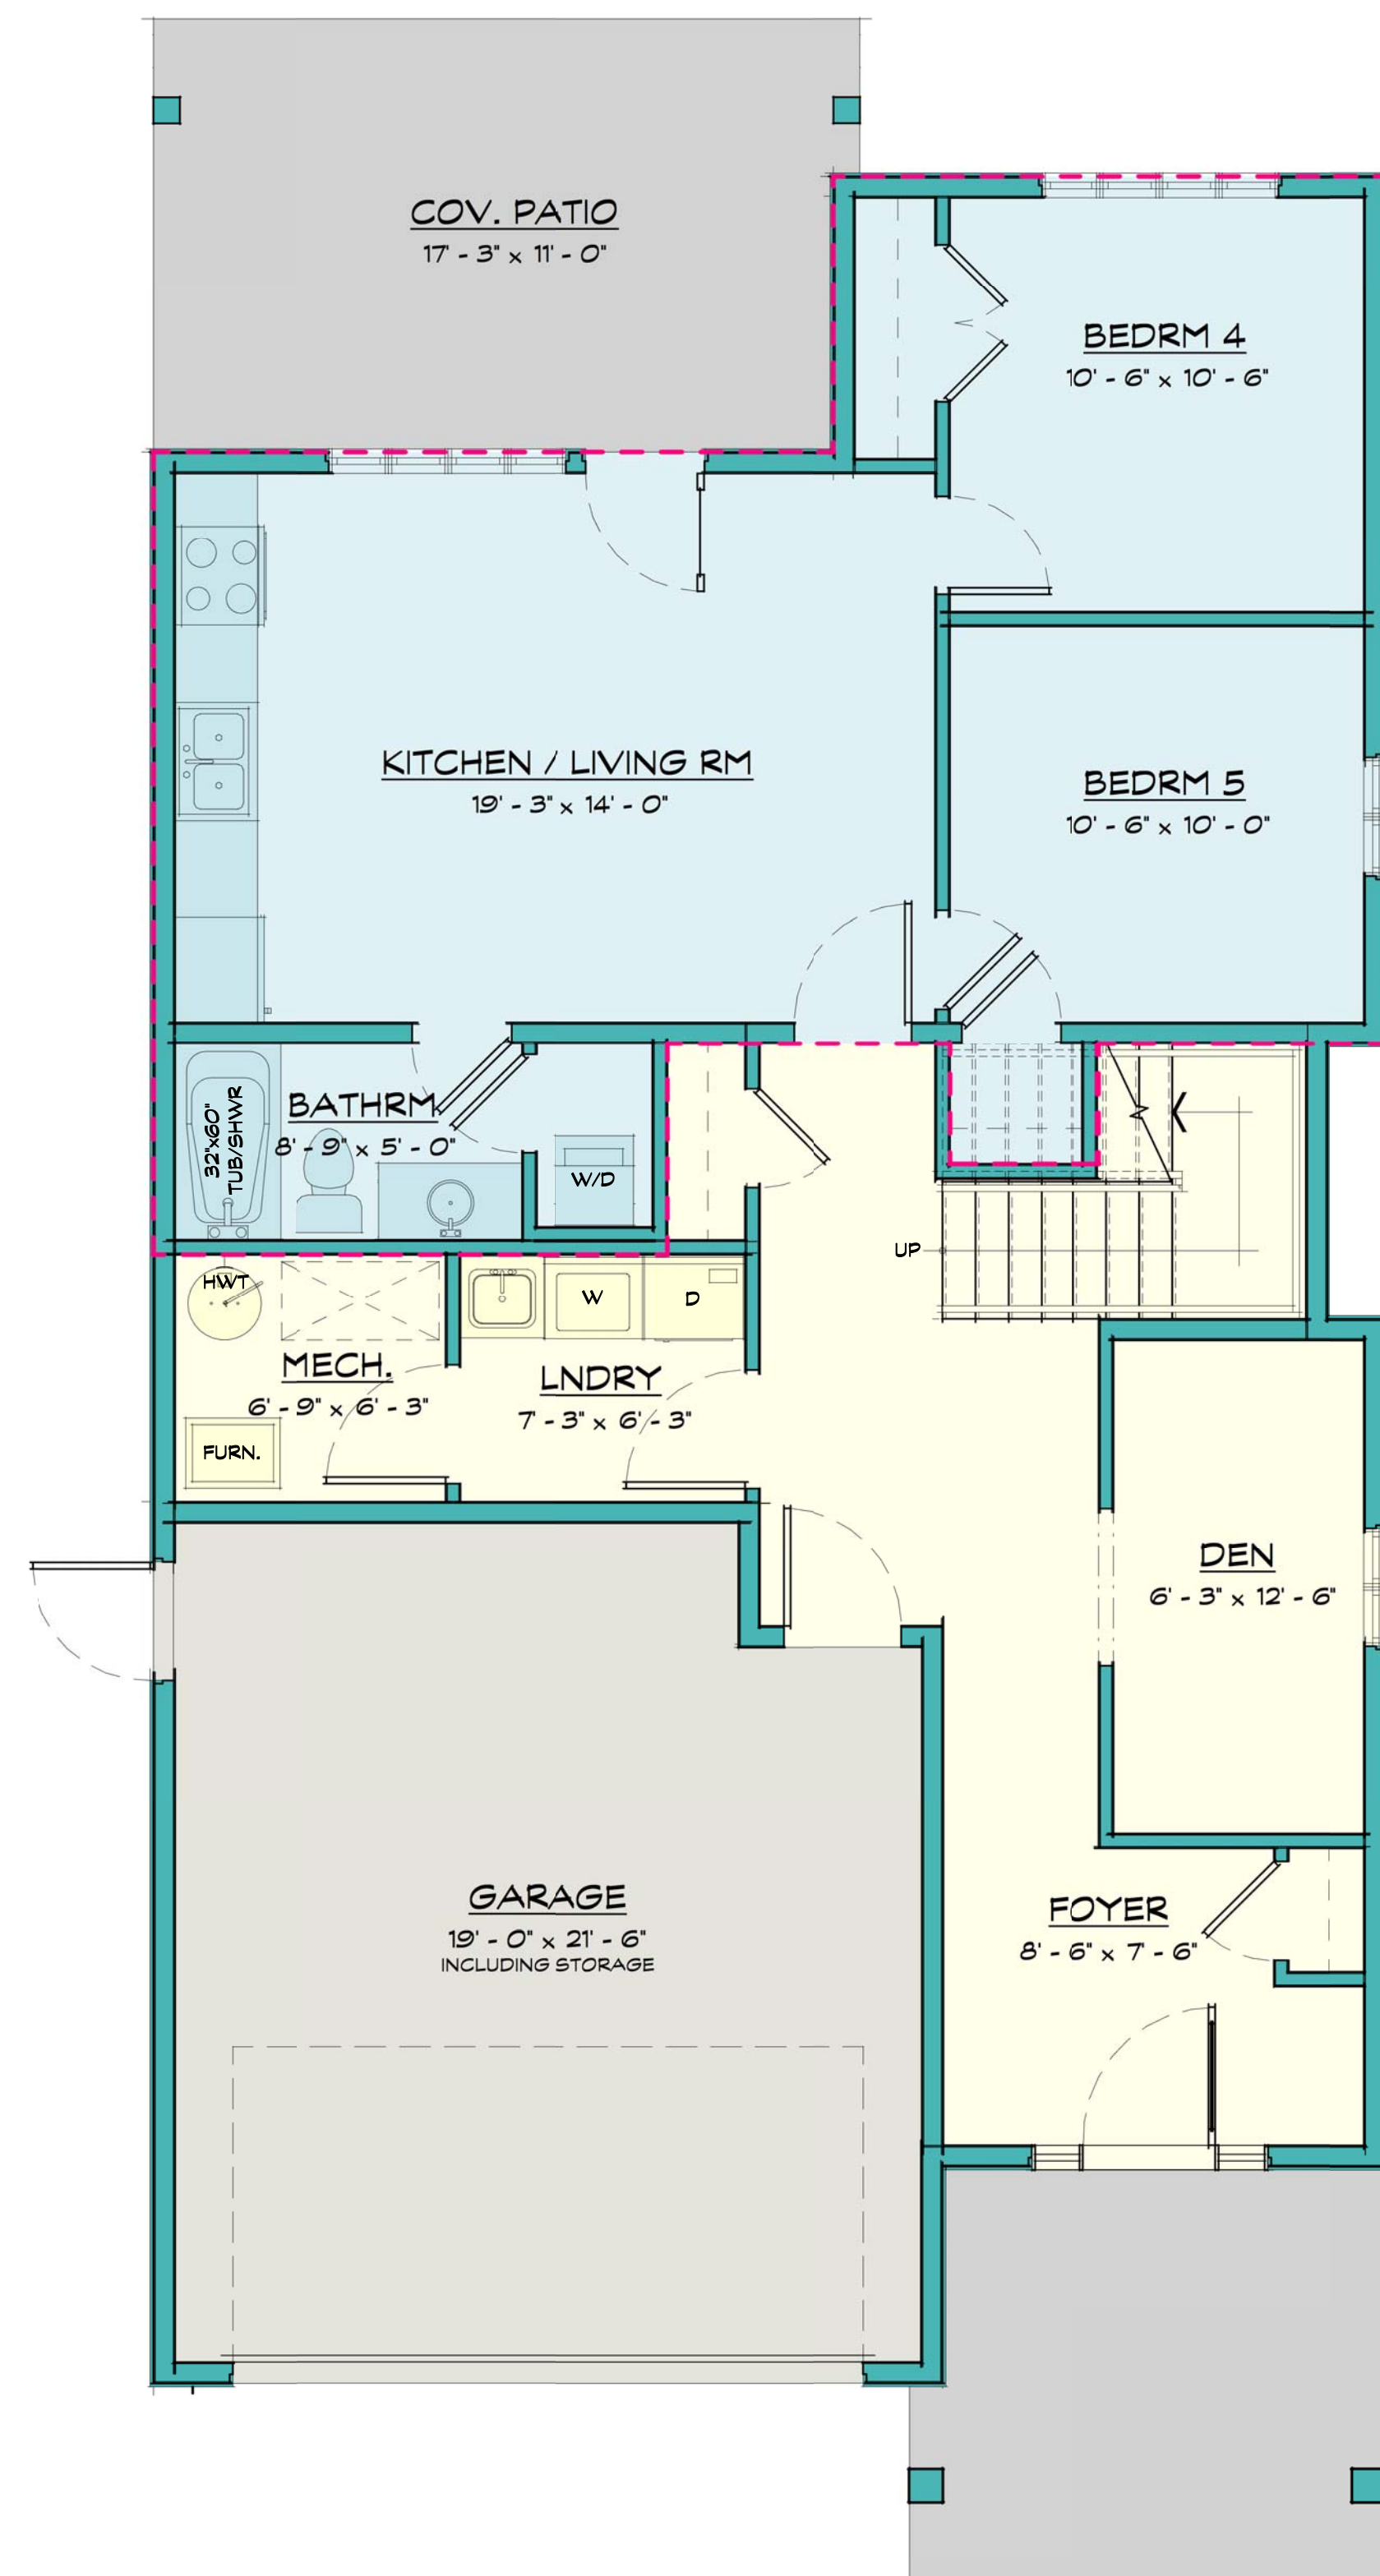 COV. PATIO
17' - 3" x 11' - 0"
BEDRM 4
10' - 6" x 10' - 6"
KITCHEN / LIVING RM
19' - 3" x 14' - 0"
BEDRM 5
10' - 6" x 10' - 0"
32"x60"
TUB/SHWR
BATHRM
8' - 9" x 5' - 0"
W/D
UP
HWT
W
D
MECH.
6' - 9" x 6' - 3"
LNDRY
7' - 3" x 6' - 3"
FURN.
DEN
6' - 3" x 12' - 6"
GARAGE
19' - 0" x 21' - 6"
INCLUDING STORAGE
FOYER
8' - 6" x 7' - 6"